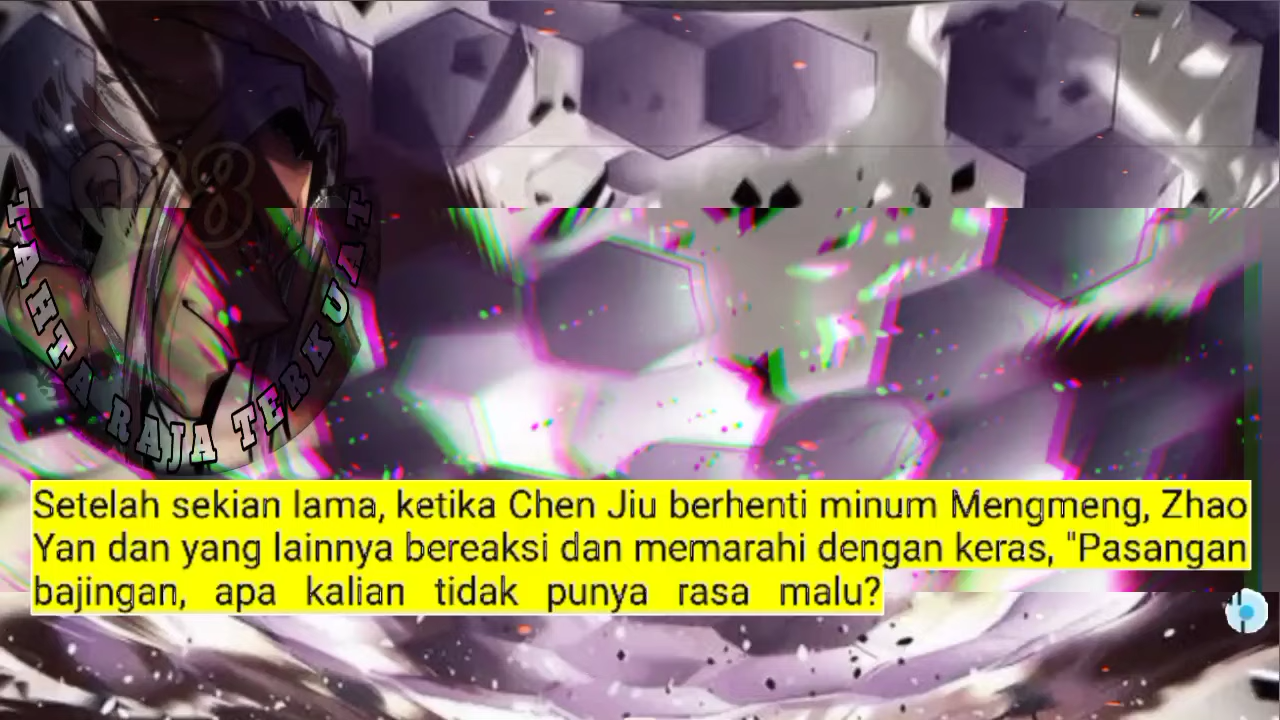 98
TAHTA RAJA TERKUAT
Setelah sekian lama, ketika Chen Jiu berhenti minum Mengmeng, Zhao
Yan dan yang lainnya bereaksi dan memarahi dengan keras, "Pasangan
bajingan, apa kalian tidak punya rasa malu?